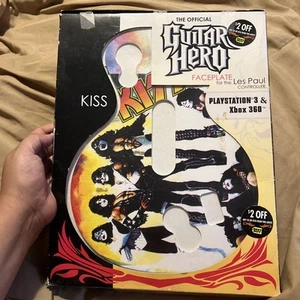 THE OFFICIAL
GUITAR HERO
FACEPLATE
for the Les Paul
CONTROLLER
PLAYSTATION 3 &
Xbox 360
KISS
KISS
$2 OFF
$2 OFF